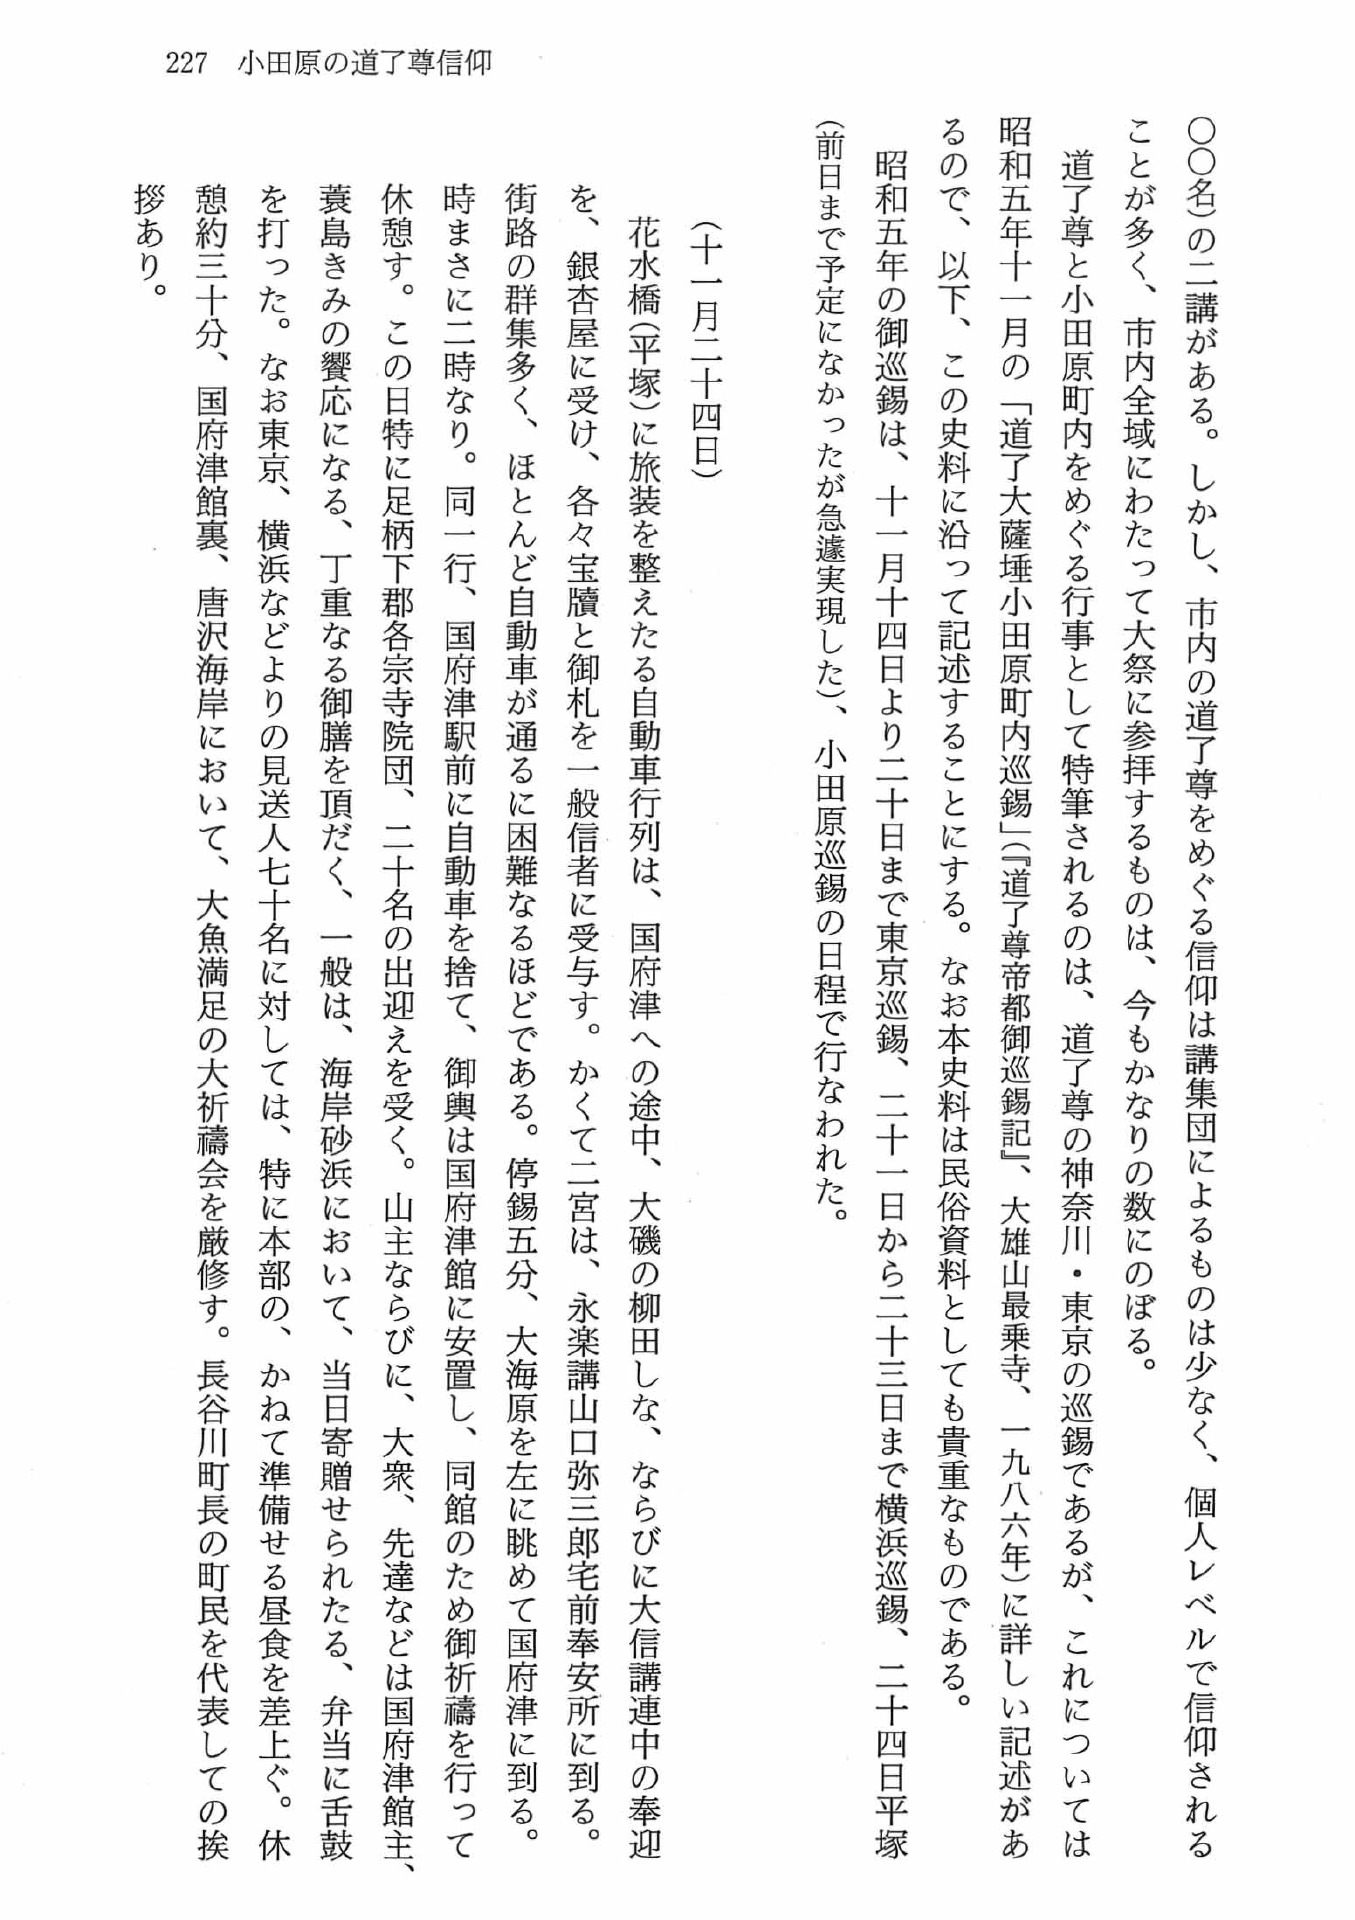 227　小田原の道了尊信仰
〇〇名）の二講がある。しかし、市内の道了尊をめぐる信仰は講集団によるものは少なく、個人レベルで信仰される
ことが多く、市内全域にわたって大祭に参拝するものは、今もかなりの数にのぼる。
　道了尊と小田原町内をめぐる行事として特筆されるのは、道了尊の神奈川・東京の巡錫であるが、これについては
昭和五年十一月の「道了大薩埵小田原町内巡錫」（『道了尊帝都御巡錫記』、大雄山最乗寺、一九八六年）に詳しい記述があ
るので、以下、この史料に沿って記述することにする。なお本史料は民俗資料としても貴重なものである。
　昭和五年の御巡錫は、十一月十四日より二十日まで東京巡錫、二十一日から二十三日まで横浜巡錫、二十四日平塚
（前日まで予定になかったが急遽実現した）、小田原巡錫の日程で行なわれた。
（十一月二十四日）
　花水橋（平塚）に旅装を整えたる自動車行列は、国府津への途中、大磯の柳田しな、ならびに大信講連中の奉迎
を、銀杏屋に受け、各々宝牘と御札を一般信者に受与す。かくて二宮は、永楽講山口弥三郎宅前奉安所に到る。
街路の群集多く、ほとんど自動車が通るに困難なるほどである。停錫五分、大海原を左に眺めて国府津に到る。
時まさに二時なり。同一行、国府津駅前に自動車を捨て、御輿は国府津館に安置し、同館のため御祈禱を行って
休憩す。この日特に足柄下郡各宗寺院団、二十名の出迎えを受く。山主ならびに、大衆、先達などは国府津館主、
蓑島きみの饗応になる、丁重なる御膳を頂だく、一般は、海岸砂浜において、当日寄贈せられたる、弁当に舌鼓
を打った。なお東京、横浜などよりの見送人七十名に対しては、特に本部の、かねて準備せる昼食を差上ぐ。休
憩約三十分、国府津館裏、唐沢海岸において、大魚満足の大祈禱会を厳修す。長谷川町長の町民を代表しての挨
拶あり。